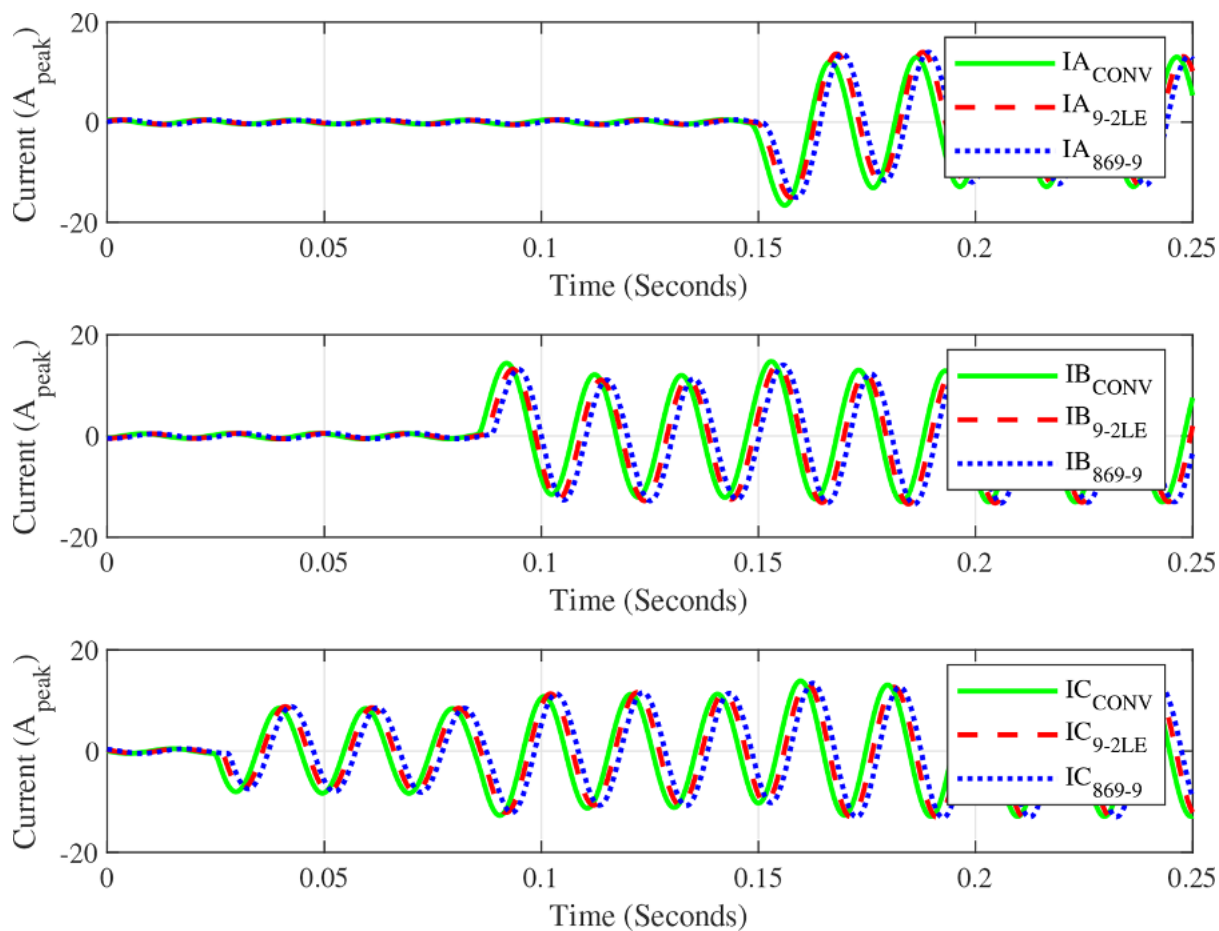 20
0
-20
Current (A_peak)
IA_CONV
IA_9-2LE
IA_869-9
0 0.05 0.1 0.15 0.2 0.25
Time (Seconds)
20
0
-20
Current (A_peak)
IB_CONV
IB_9-2LE
IB_869-9
0 0.05 0.1 0.15 0.2 0.25
Time (Seconds)
20
0
-20
Current (A_peak)
IC_CONV
IC_9-2LE
IC_869-9
0 0.05 0.1 0.15 0.2 0.25
Time (Seconds)